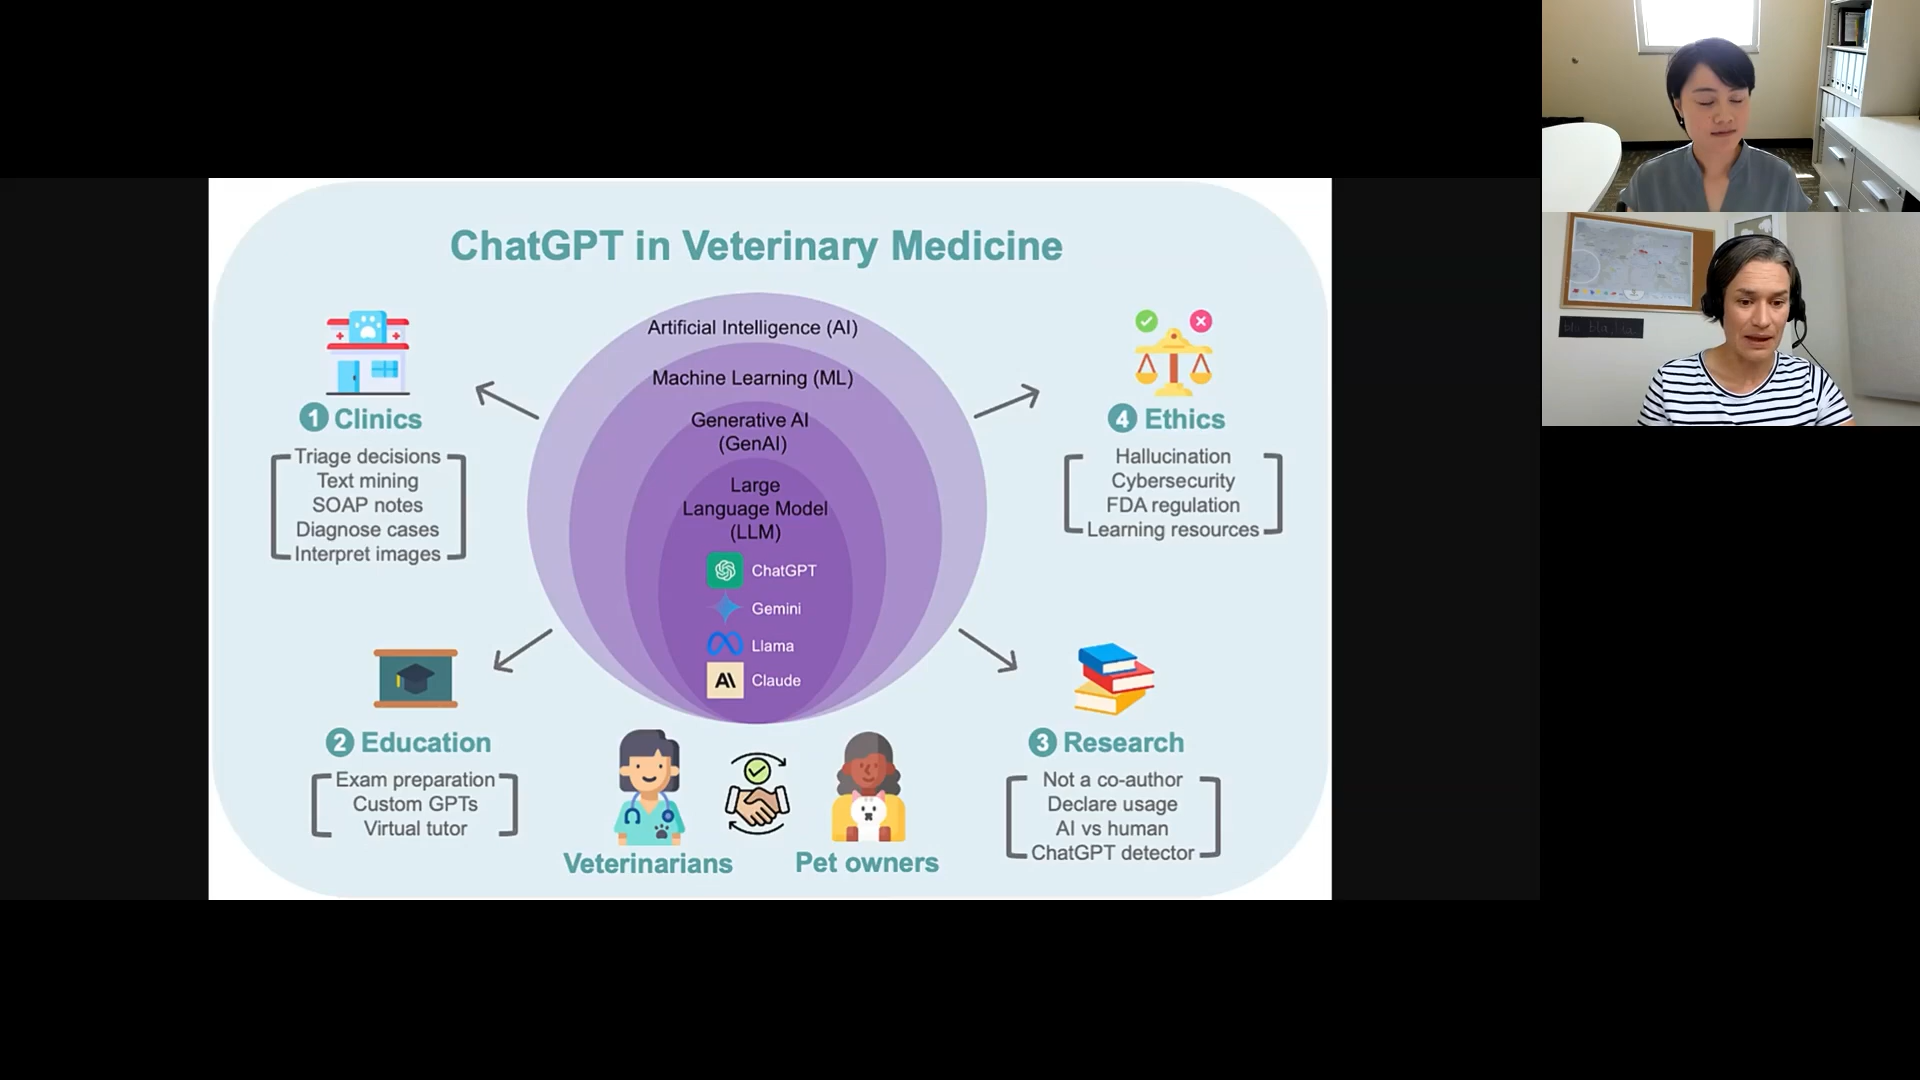 ChatGPT in Veterinary Medicine
Artificial Intelligence (AI)
Machine Learning (ML)
Generative AI
(GenAI)
Large
Language Model
(LLM)
ChatGPT
Gemini
Llama
Claude
1 Clinics
Triage decisions
Text mining
SOAP notes
Diagnose cases
Interpret images
2 Education
Exam preparation
Custom GPTs
Virtual tutor
Veterinarians
Pet owners
3 Research
Not a co-author
Declare usage
AI vs human
ChatGPT detector
4 Ethics
Hallucination
Cybersecurity
FDA regulation
Learning resources